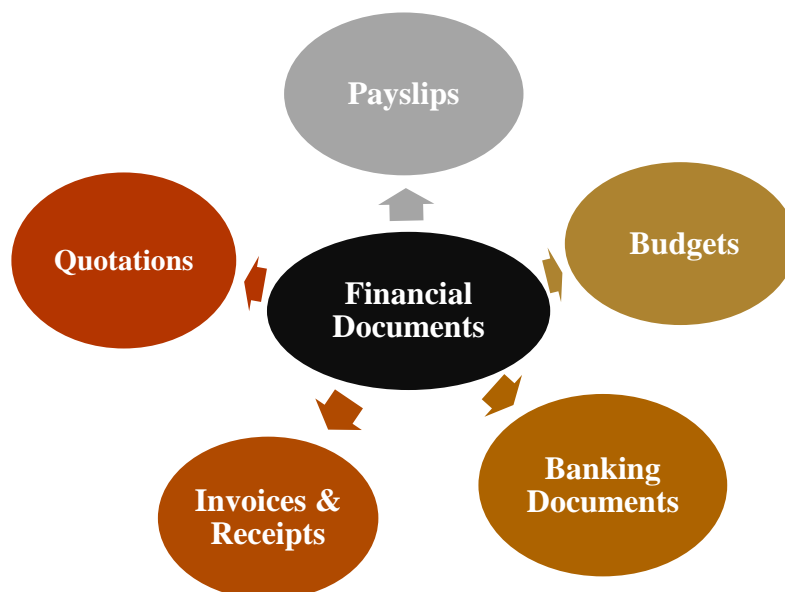 Payslips
Quotations
Budgets
Financial
Documents
Invoices &
Receipts
Banking
Documents